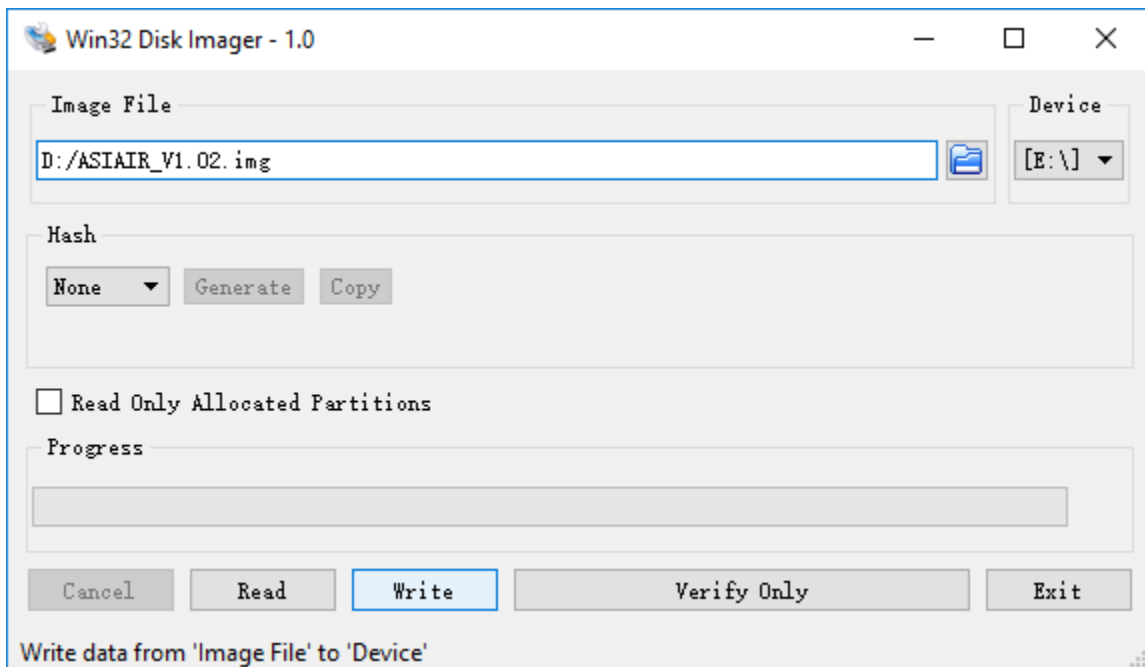 Win32 Disk Imager - 1.0
Image File
Device
D:/ASIAIR_V1.02.img
[E:\]
Hash
None
Generate
Copy
Read Only Allocated Partitions
Progress
Cancel
Read
Write
Verify Only
Exit
Write data from 'Image File' to 'Device'